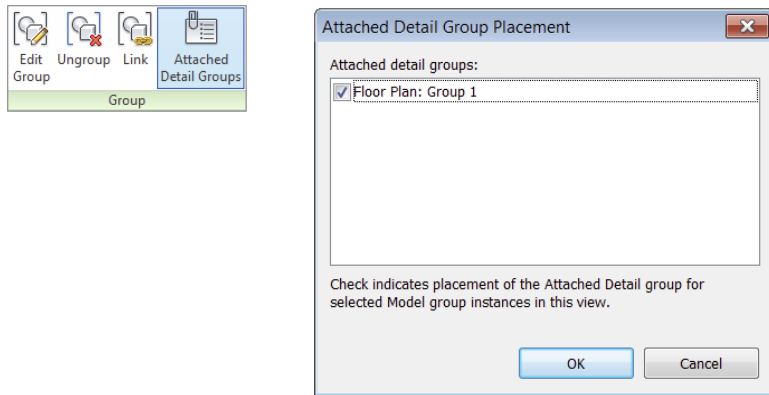 Edit
Group
Ungroup
Link
Attached
Detail Groups
Group
Attached Detail Group Placement
Attached detail groups:
Floor Plan: Group 1
Check indicates placement of the Attached Detail group for
selected Model group instances in this view.
OK
Cancel